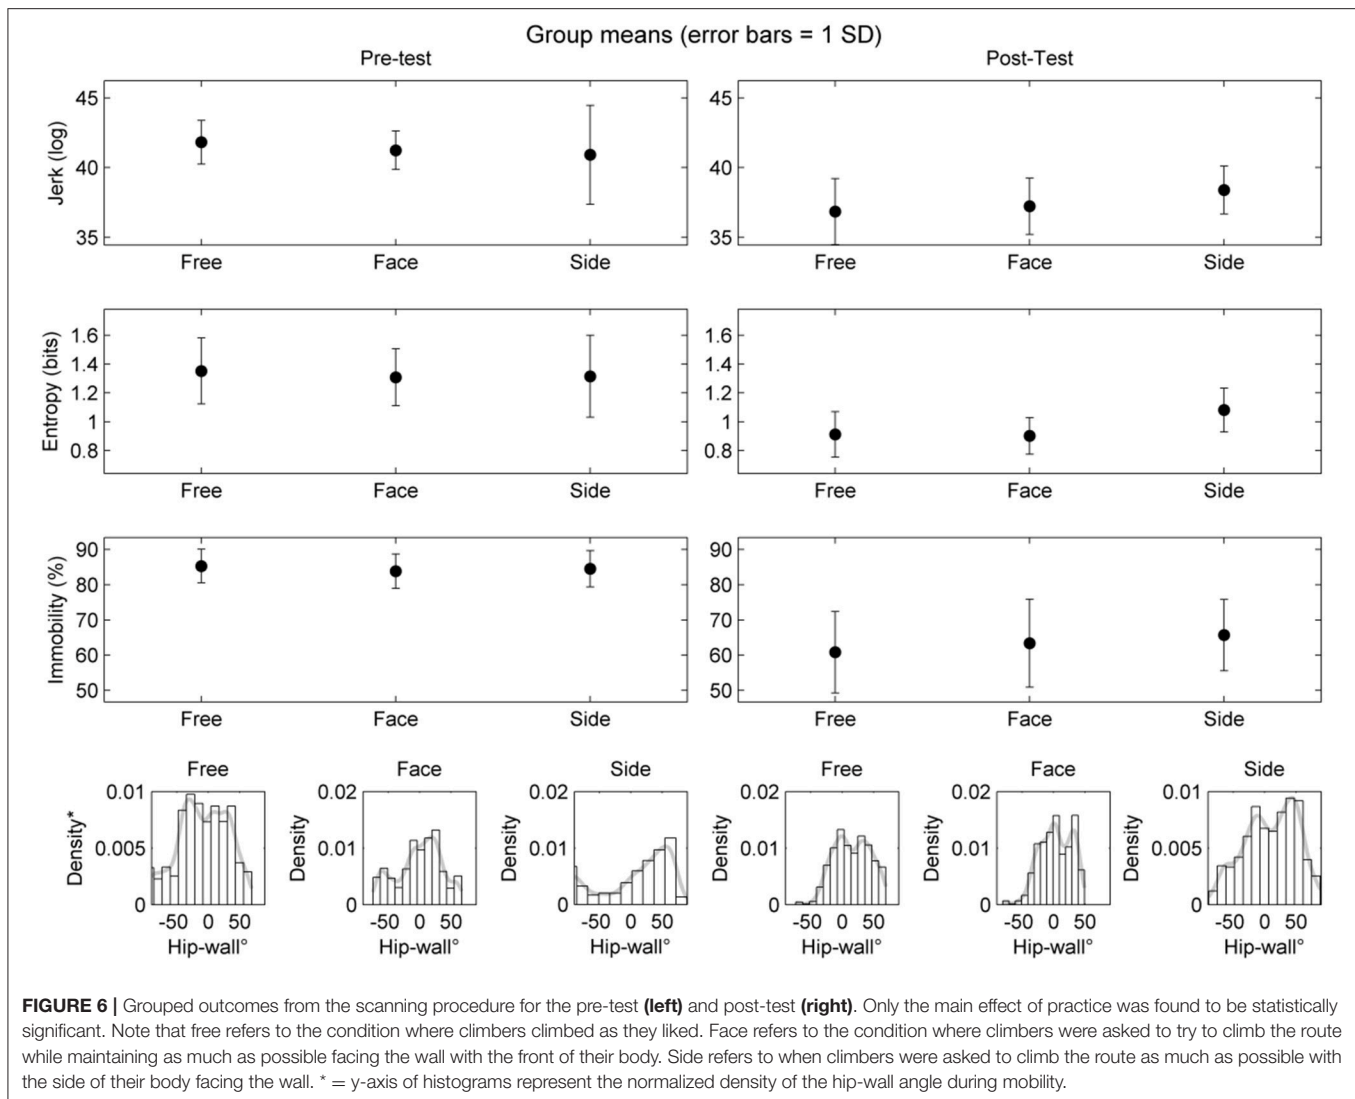 Group means (error bars = 1 SD)
Pre-test
Post-Test
Jerk (log)
45
40
35
Free Face Side
45
40
35
Free Face Side
Entropy (bits)
1.6
1.4
1.2
1
0.8
Free Face Side
1.6
1.4
1.2
1
0.8
Free Face Side
Immobility (%)
90
80
70
60
50
Free Face Side
90
80
70
60
50
Free Face Side
Free
Density*
0.01
0.005
0
-50 0 50
Hip-wall°
Face
Density
0.02
0.01
0
-50 0 50
Hip-wall°
Side
Density
0.02
0.01
0
-50 0 50
Hip-wall°
Free
Density
0.02
0.01
0
-50 0 50
Hip-wall°
Face
Density
0.02
0.01
0
-50 0 50
Hip-wall°
Side
Density
0.01
0.005
0
-50 0 50
Hip-wall°
FIGURE 6 | Grouped outcomes from the scanning procedure for the pre-test (left) and post-test (right). Only the main effect of practice was found to be statistically
significant. Note that free refers to the condition where climbers climbed as they liked. Face refers to the condition where climbers were asked to try to climb the route
while maintaining as much as possible facing the wall with the front of their body. Side refers to when climbers were asked to climb the route as much as possible with
the side of their body facing the wall. * = y-axis of histograms represent the normalized density of the hip-wall angle during mobility.